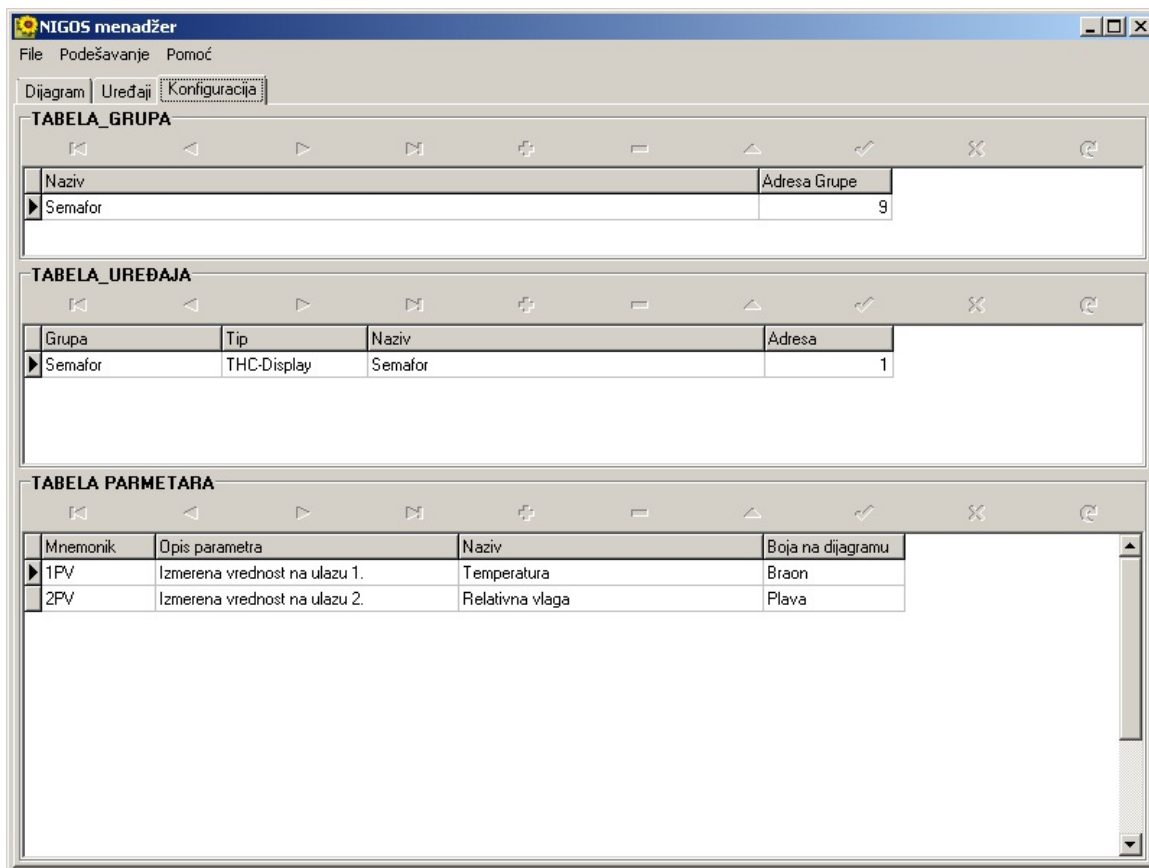 NIGOS menadžer
File Podešavanje Pomoć
Dijagram Uređaji Konfiguracija
TABELA_GRUPA
Naziv Adresa Grupe
Semafor 9
TABELA_UREĐAJA
Grupa Tip Naziv Adresa
Semafor THC-Display Semafor 1
TABELA PARMETARA
Mnemonik Opis parametra Naziv Boja na dijagramu
1PV Izmerena vrednost na ulazu 1. Temperatura Braon
2PV Izmerena vrednost na ulazu 2. Relativna vlaga Plava